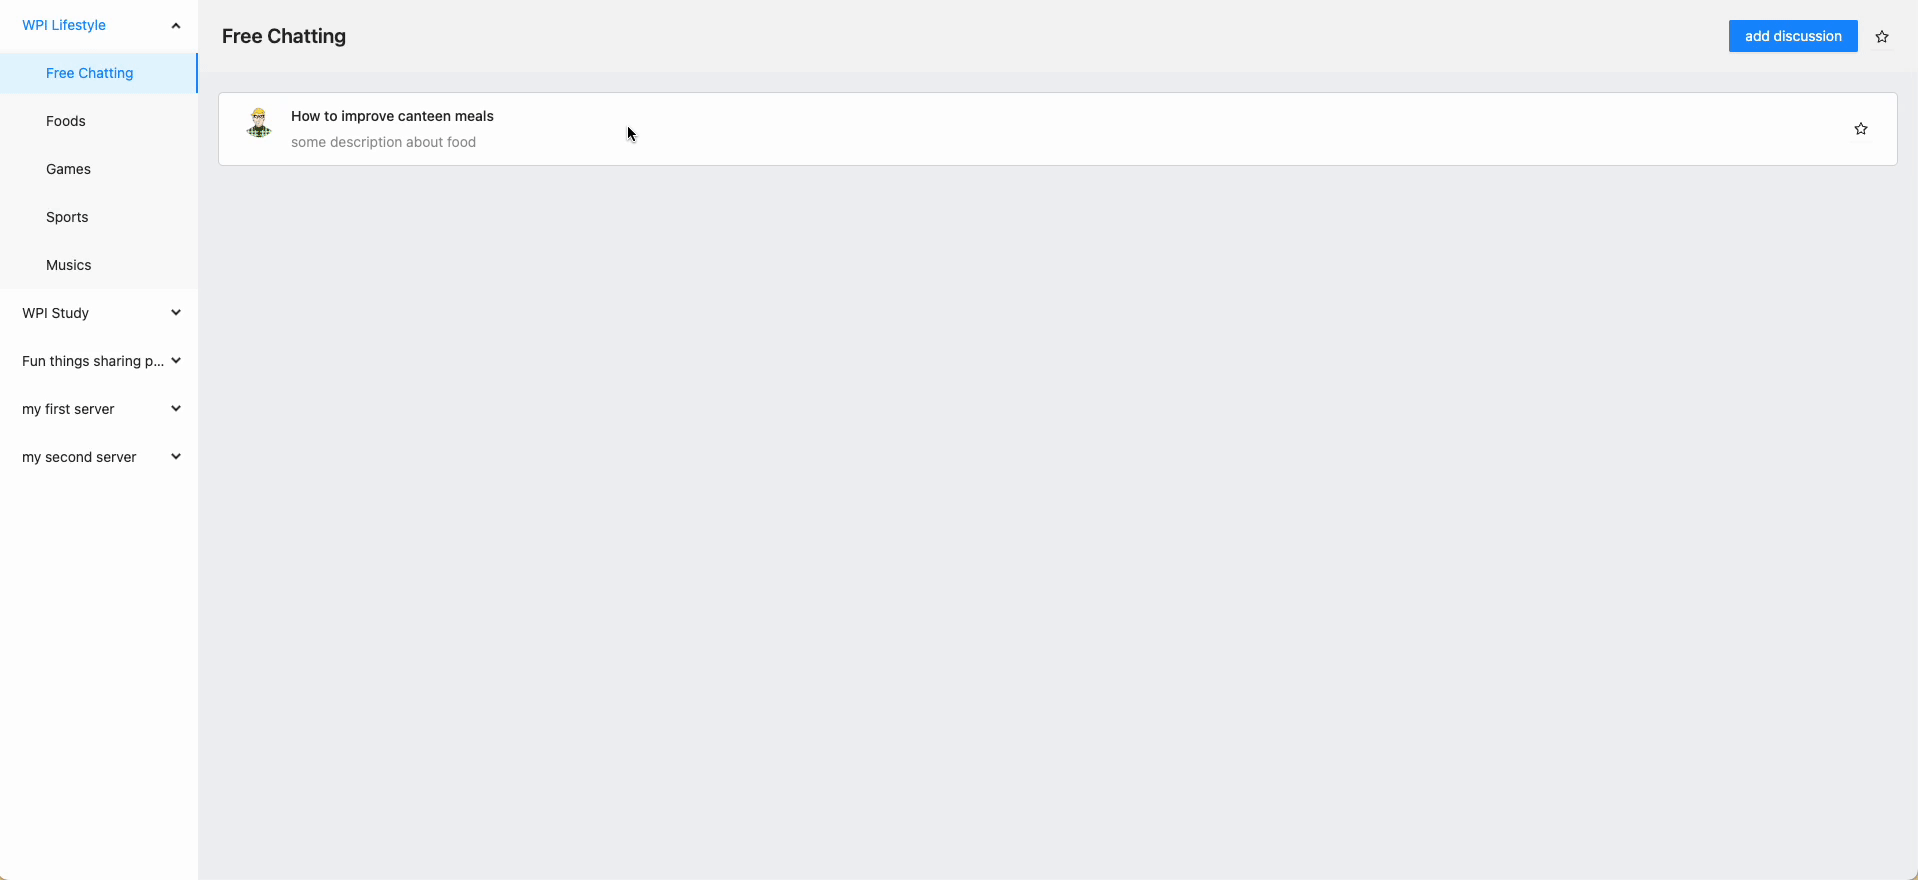 WPI Lifestyle
Free Chatting
Foods
Games
Sports
Musics
WPI Study
Fun things sharing p...
my first server
my second server
Free Chatting
add discussion
How to improve canteen meals
some description about food